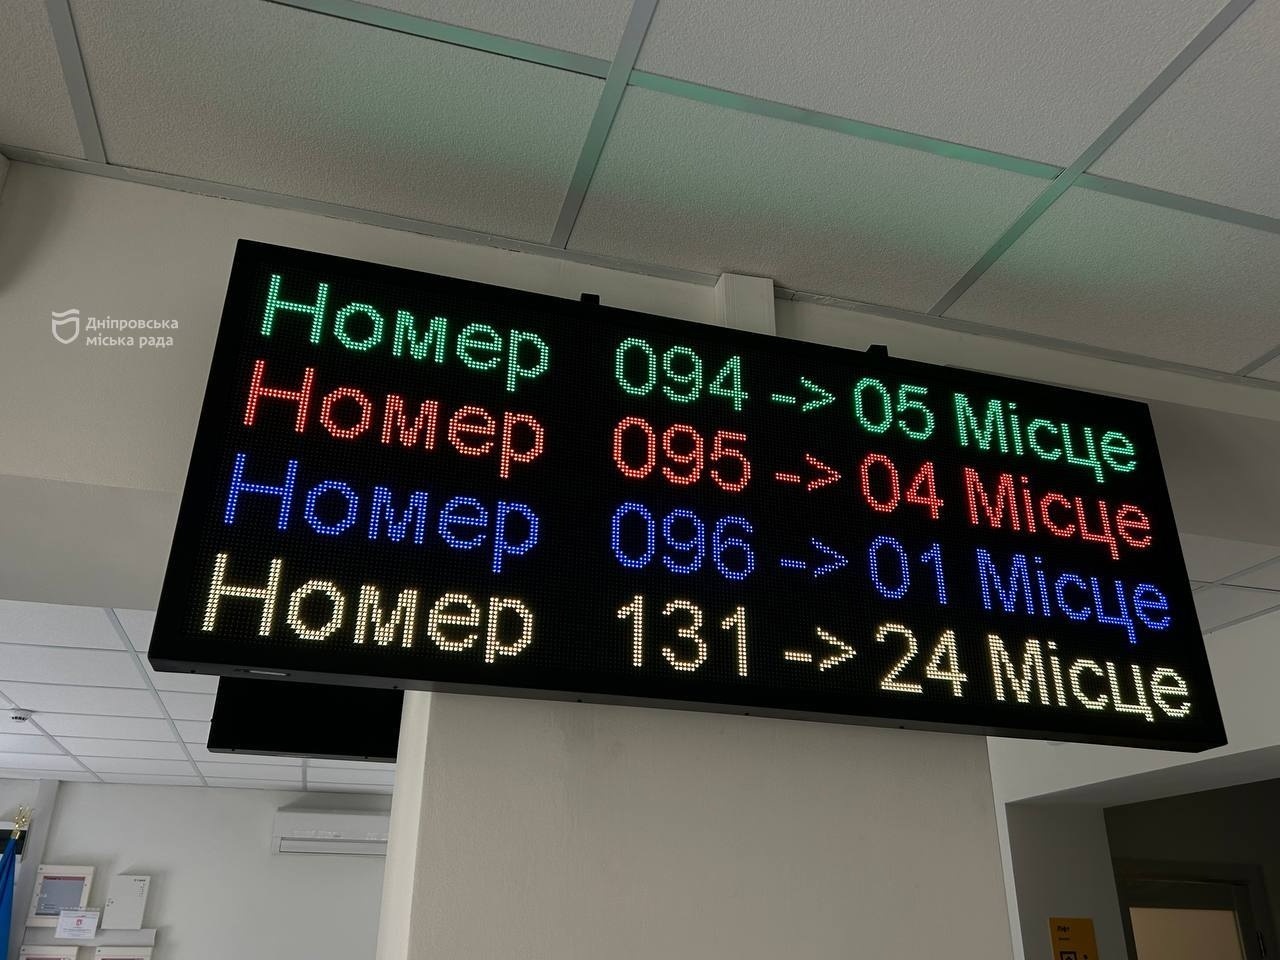 Дніпровська
міська рада
Номер 094 -> 05 Місце
Номер 095 -> 04 Місце
Номер 096 -> 01 Місце
Номер 131 -> 24 Місце
Ліфт